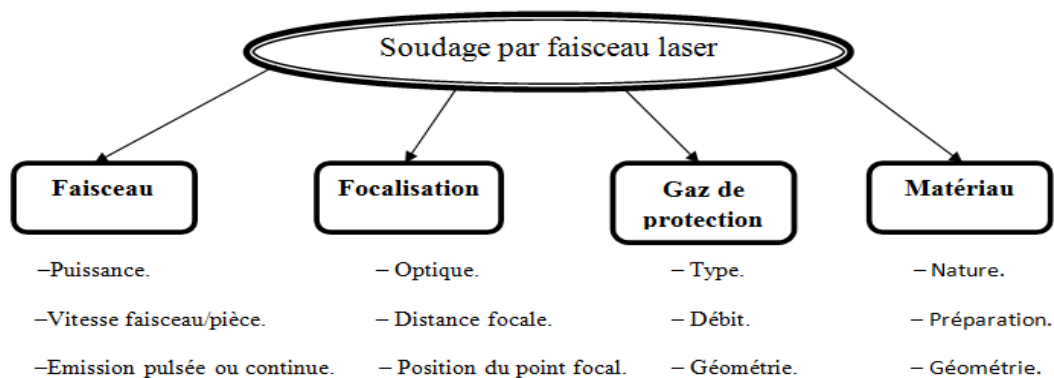 Soudage par faisceau laser
Faisceau
Focalisation
Gaz de
protection
Matériau
–Puissance.
–Vitesse faisceau/pièce.
–Emission pulsée ou continue.
– Optique.
– Distance focale.
– Position du point focal.
– Type.
– Débit.
– Géométrie.
– Nature.
– Préparation.
– Géométrie.